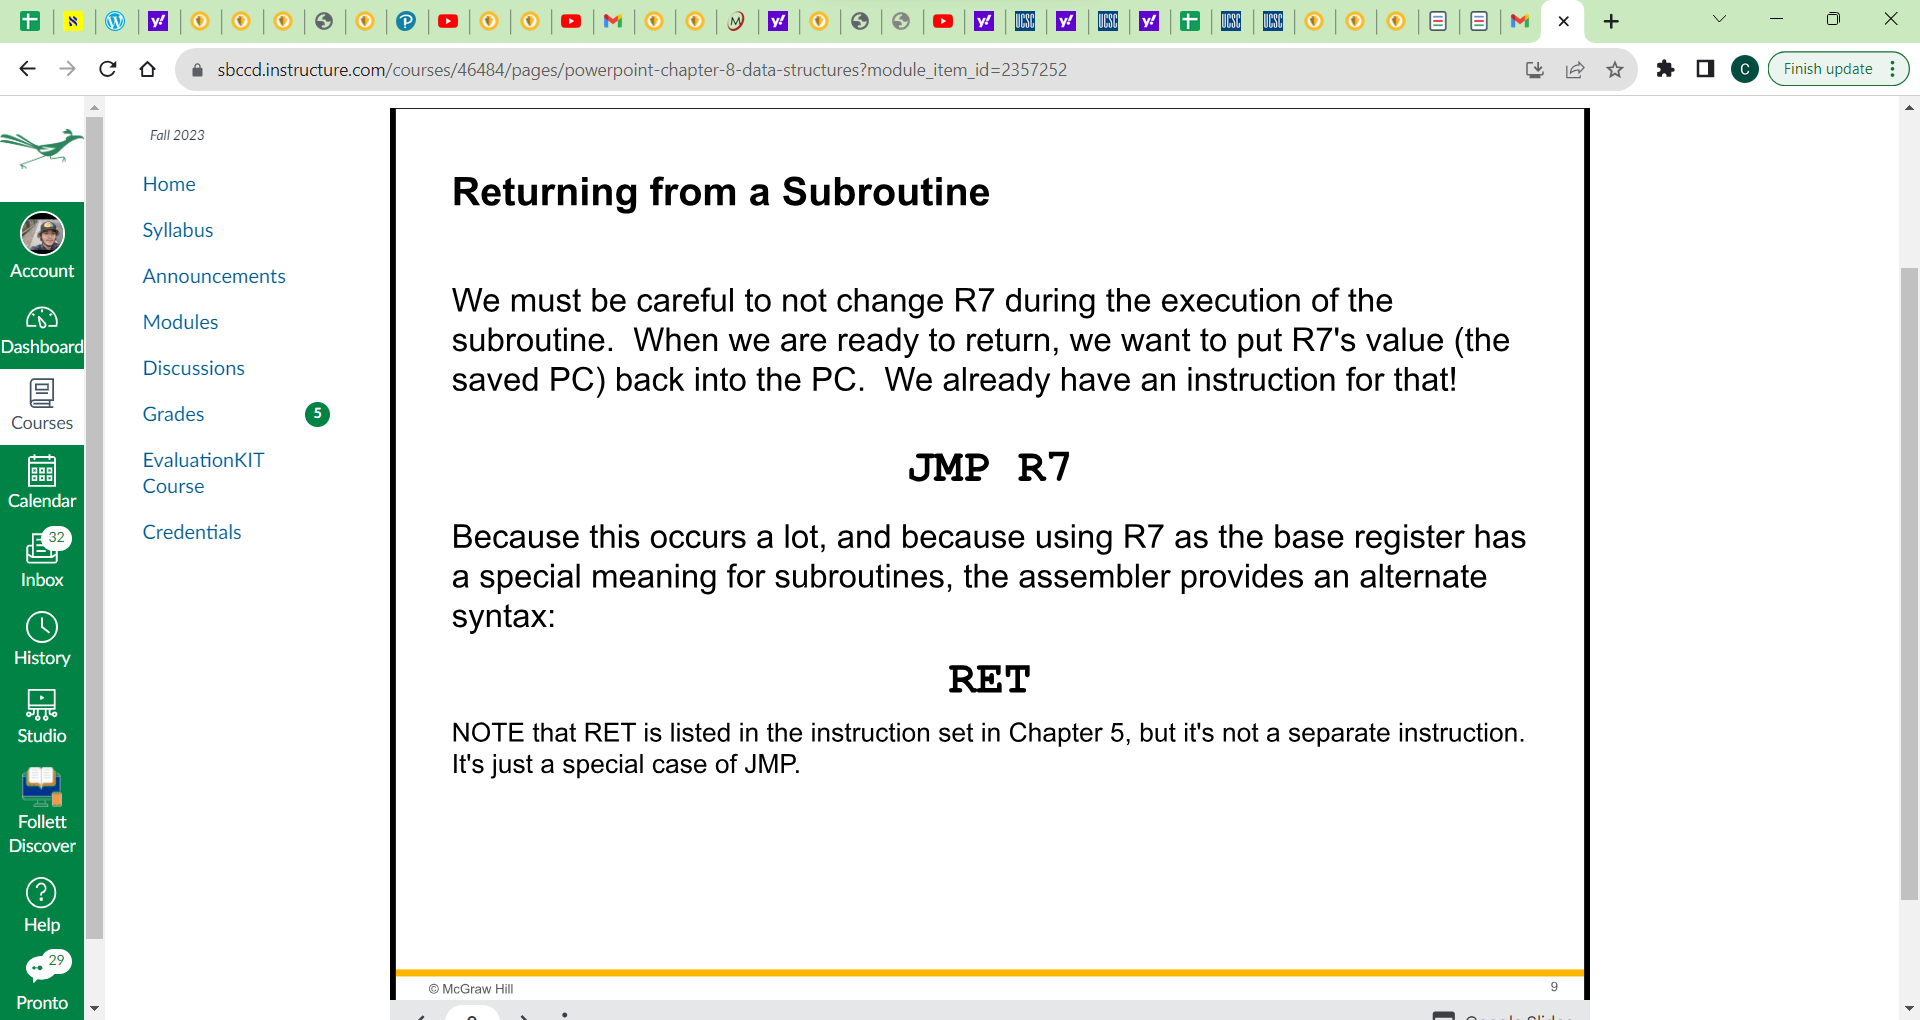 sbccd.instructure.com/courses/46484/pages/powerpoint-chapter-8-data-structures?module_item_id=2357252
C
Finish update
Account
Dashboard
Courses
Calendar
32
Inbox
History
Studio
Follett
Discover
Help
29
Pronto
Fall 2023
Home
Syllabus
Announcements
Modules
Discussions
Grades 5
EvaluationKIT
Course
Credentials
Returning from a Subroutine
We must be careful to not change R7 during the execution of the
subroutine. When we are ready to return, we want to put R7's value (the
saved PC) back into the PC. We already have an instruction for that!
JMP R7
Because this occurs a lot, and because using R7 as the base register has
a special meaning for subroutines, the assembler provides an alternate
syntax:
RET
NOTE that RET is listed in the instruction set in Chapter 5, but it's not a separate instruction.
It's just a special case of JMP.
© McGraw Hill
9